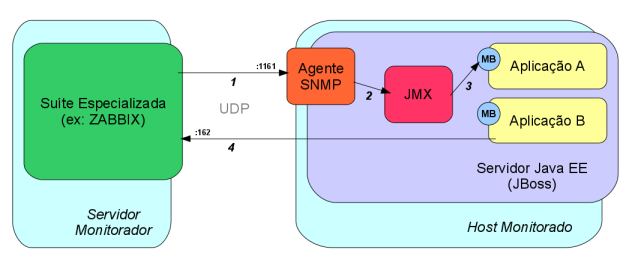 Suite Especializada
(ex: ZABBIX)
Servidor
Monitorador
:1161
1
UDP
:162
4
Agente
SNMP
2
JMX
3
MB
Aplicação A
MB
Aplicação B
Servidor Java EE
(JBoss)
Host Monitorado